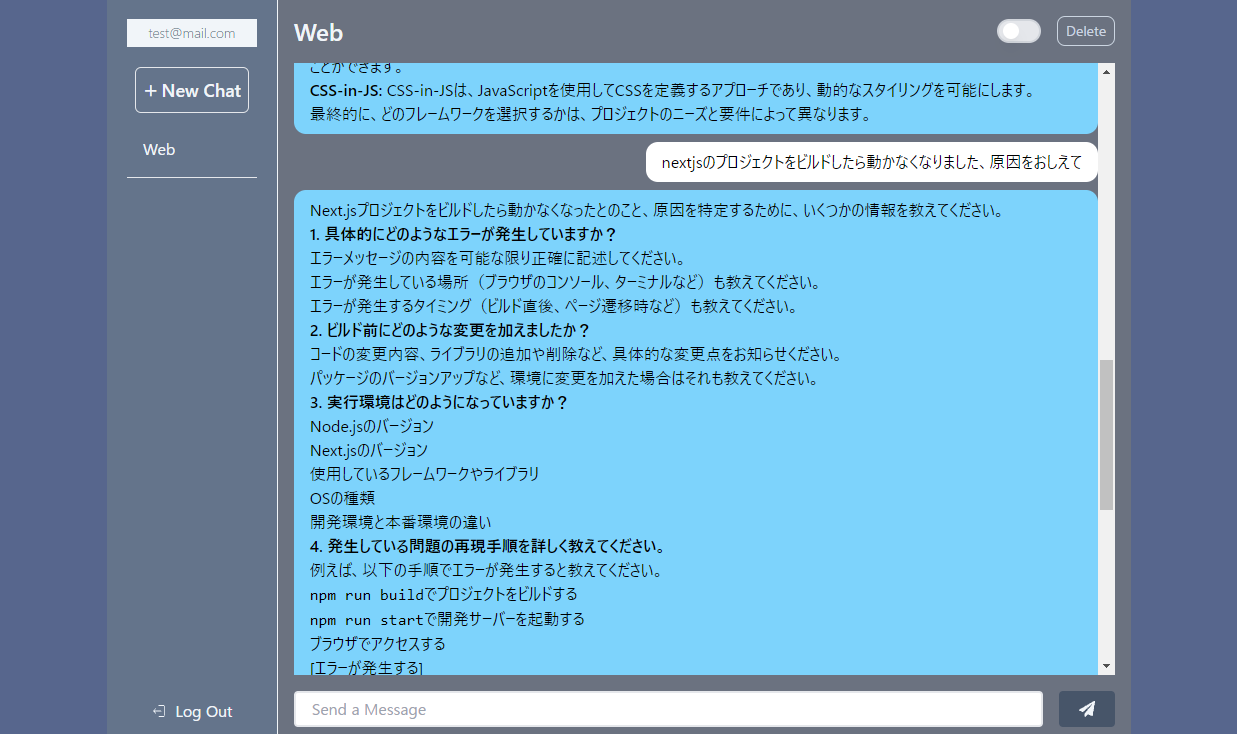 test@mail.com
+ New Chat
Web
Log Out
Web
Delete
ことができます。
CSS-in-JS: CSS-in-JSは、JavaScriptを使用してCSSを定義するアプローチであり、動的なスタイリングを可能にします。
最終的に、どのフレームワークを選択するかは、プロジェクトのニーズと要件によって異なります。
nextjsのプロジェクトをビルドしたら動かなくなりました、原因をおしえて
Next.jsプロジェクトをビルドしたら動かなくなったとのこと、原因を特定するために、いくつかの情報を教えてください。
1. 具体的にどのようなエラーが発生していますか？
エラーメッセージの内容を可能な限り正確に記述してください。
エラーが発生している場所（ブラウザのコンソール、ターミナルなど）も教えてください。
エラーが発生するタイミング（ビルド直後、ページ遷移時など）も教えてください。
2. ビルド前にどのような変更を加えましたか？
コードの変更内容、ライブラリの追加や削除など、具体的な変更点をお知らせください。
パッケージのバージョンアップなど、環境に変更を加えた場合はそれも教えてください。
3. 実行環境はどのようになっていますか？
Node.jsのバージョン
Next.jsのバージョン
使用しているフレームワークやライブラリ
OSの種類
開発環境と本番環境の違い
4. 発生している問題の再現手順を詳しく教えてください。
例えば、以下の手順でエラーが発生すると教えてください。
npm run buildでプロジェクトをビルドする
npm run startで開発サーバーを起動する
ブラウザでアクセスする
[エラーが発生する]
Send a Message